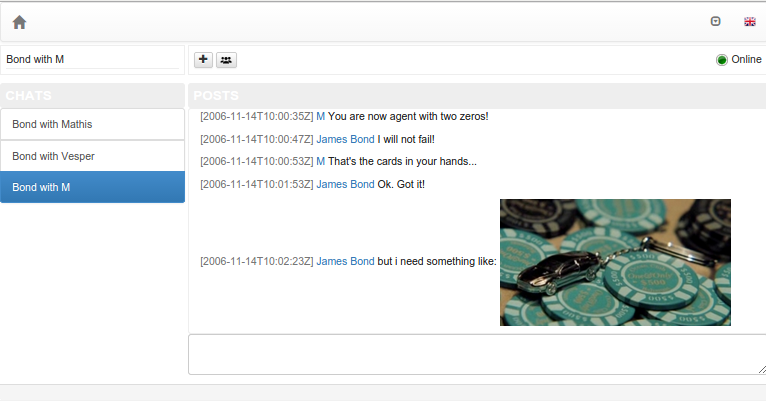 Bond with M
Online
CHATS
POSTS
Bond with Mathis
Bond with Vesper
Bond with M
[2006-11-14T10:00:35Z] M You are now agent with two zeros!
[2006-11-14T10:00:47Z] James Bond I will not fail!
[2006-11-14T10:00:53Z] M That's the cards in your hands...
[2006-11-14T10:01:53Z] James Bond Ok. Got it!
[2006-11-14T10:02:23Z] James Bond but i need something like:
$500
$500